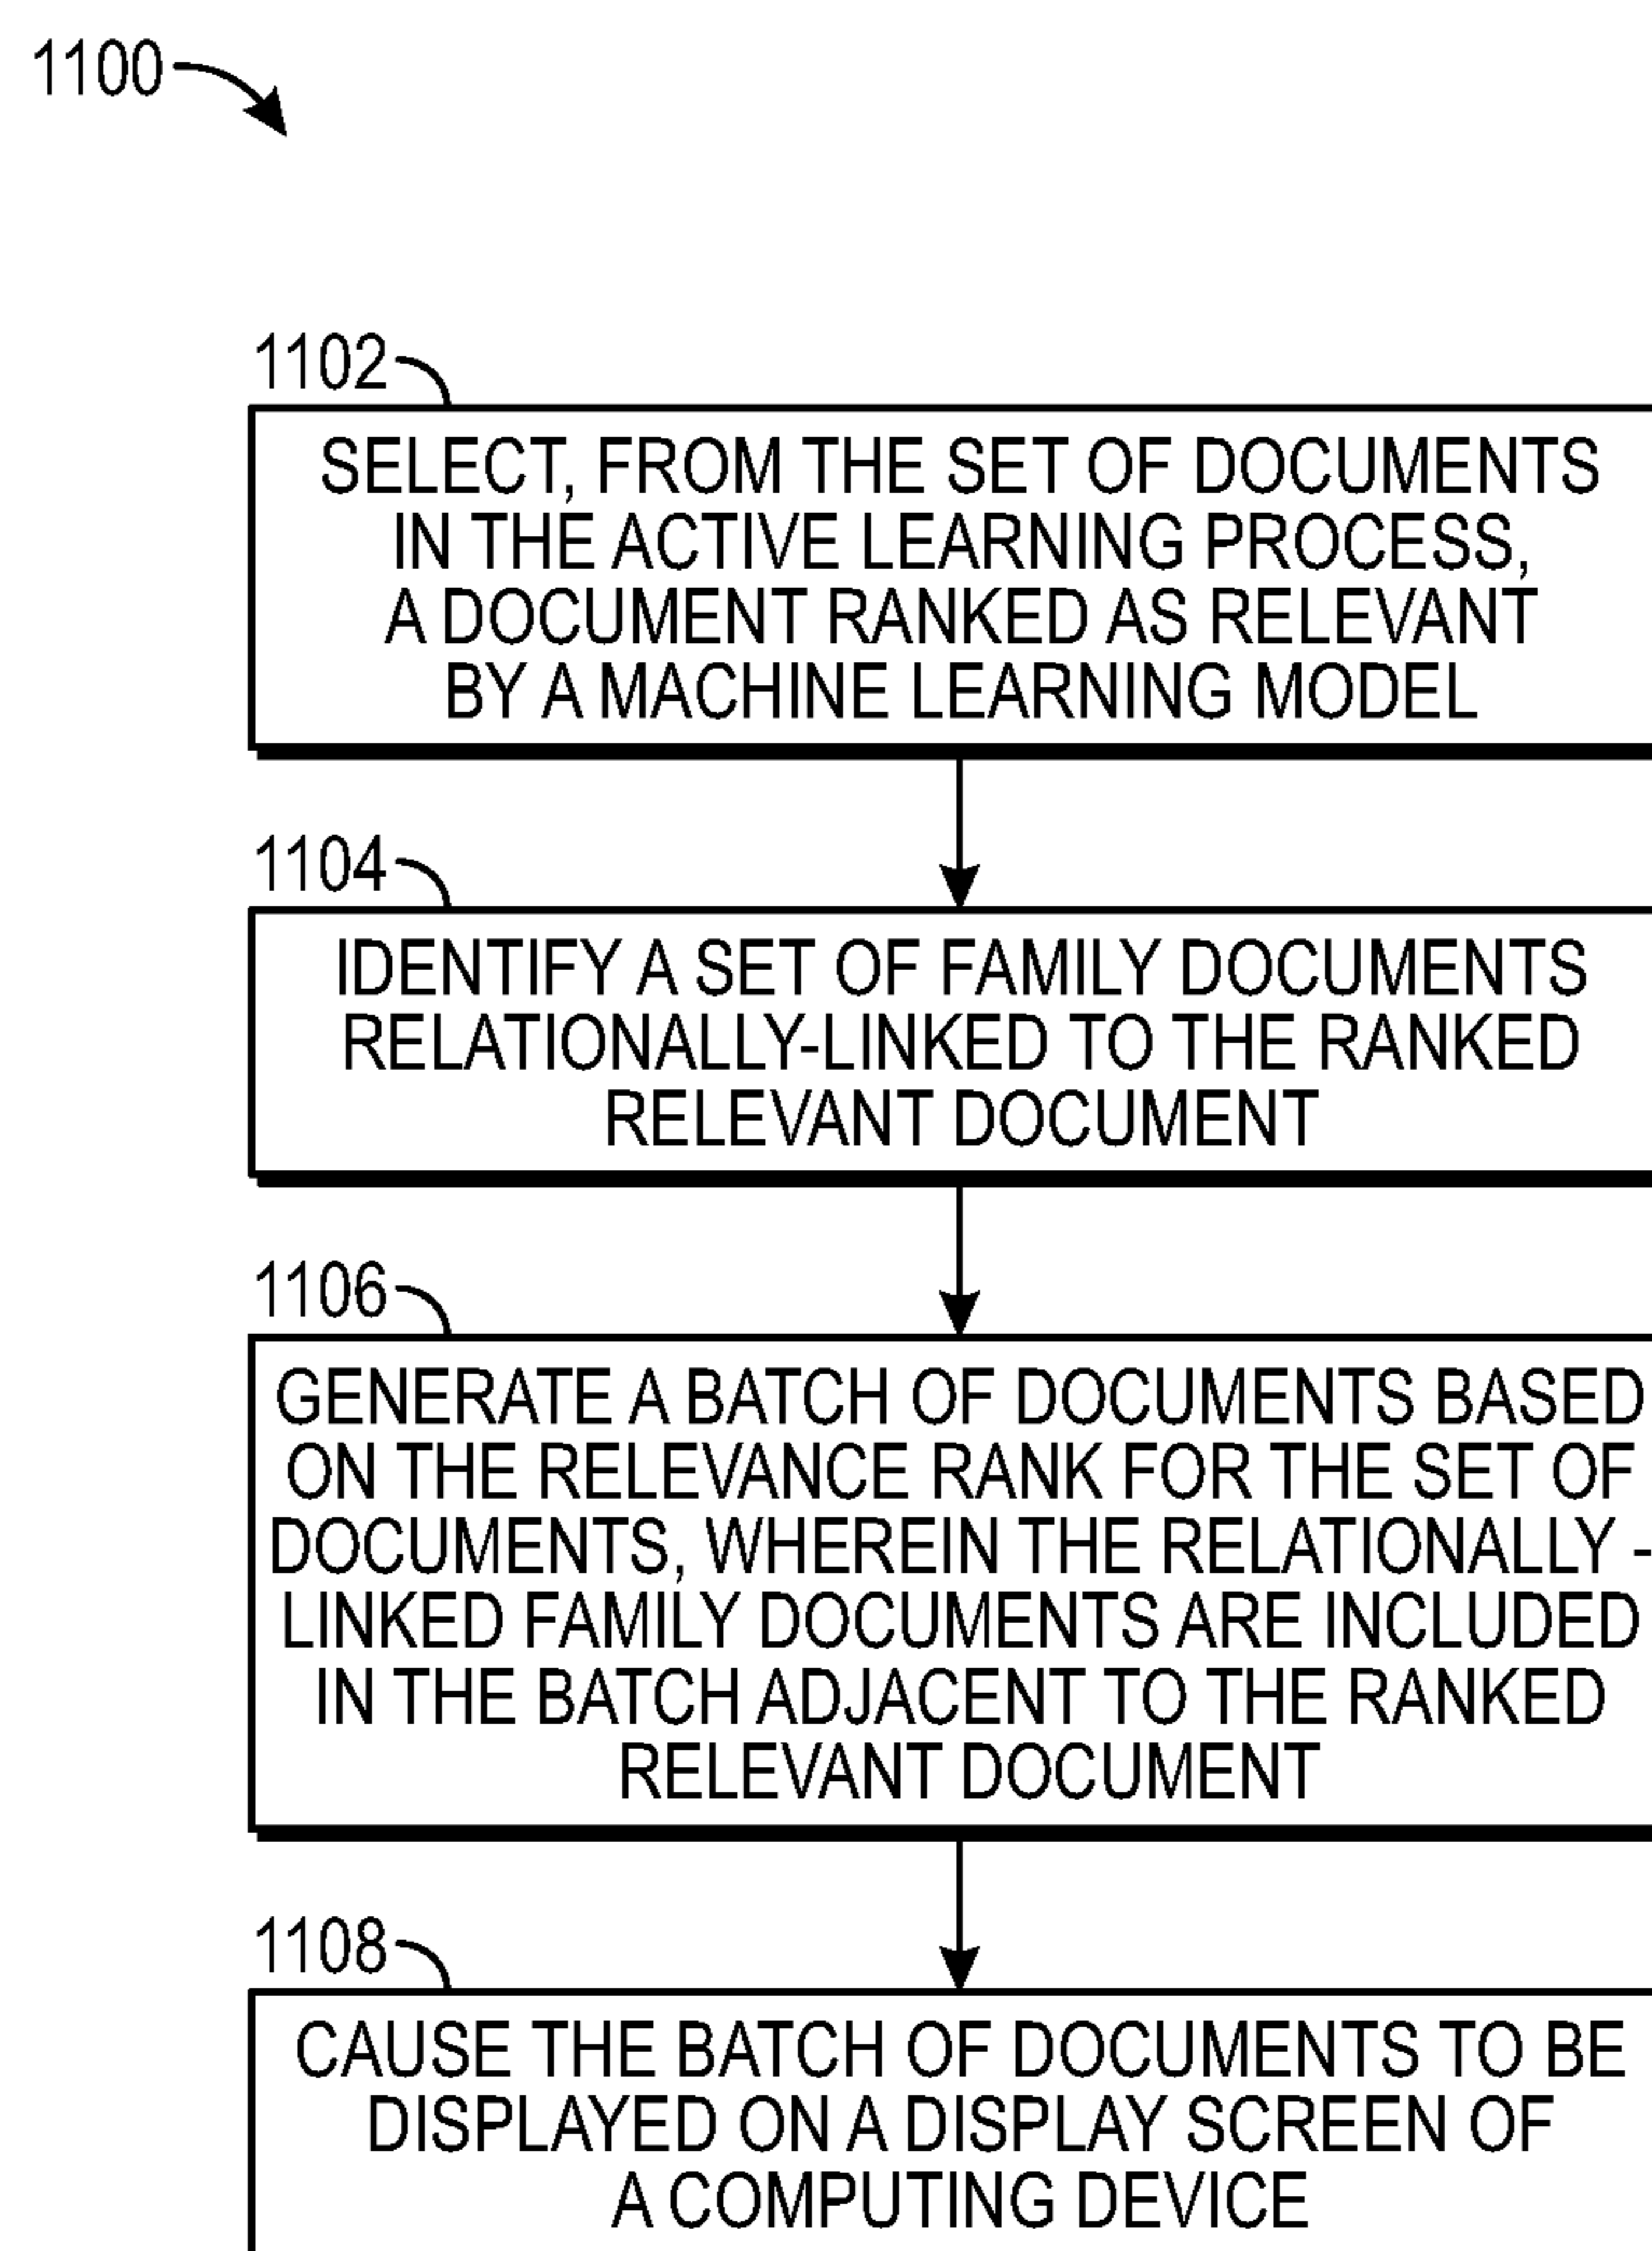 1100
1102
SELECT, FROM THE SET OF DOCUMENTS
IN THE ACTIVE LEARNING PROCESS,
A DOCUMENT RANKED AS RELEVANT
BY A MACHINE LEARNING MODEL
1104
IDENTIFY A SET OF FAMILY DOCUMENTS
RELATIONALLY-LINKED TO THE RANKED
RELEVANT DOCUMENT
1106
GENERATE A BATCH OF DOCUMENTS BASED
ON THE RELEVANCE RANK FOR THE SET OF
DOCUMENTS, WHEREIN THE RELATIONALLY -
LINKED FAMILY DOCUMENTS ARE INCLUDED
IN THE BATCH ADJACENT TO THE RANKED
RELEVANT DOCUMENT
1108
CAUSE THE BATCH OF DOCUMENTS TO BE
DISPLAYED ON A DISPLAY SCREEN OF
A COMPUTING DEVICE